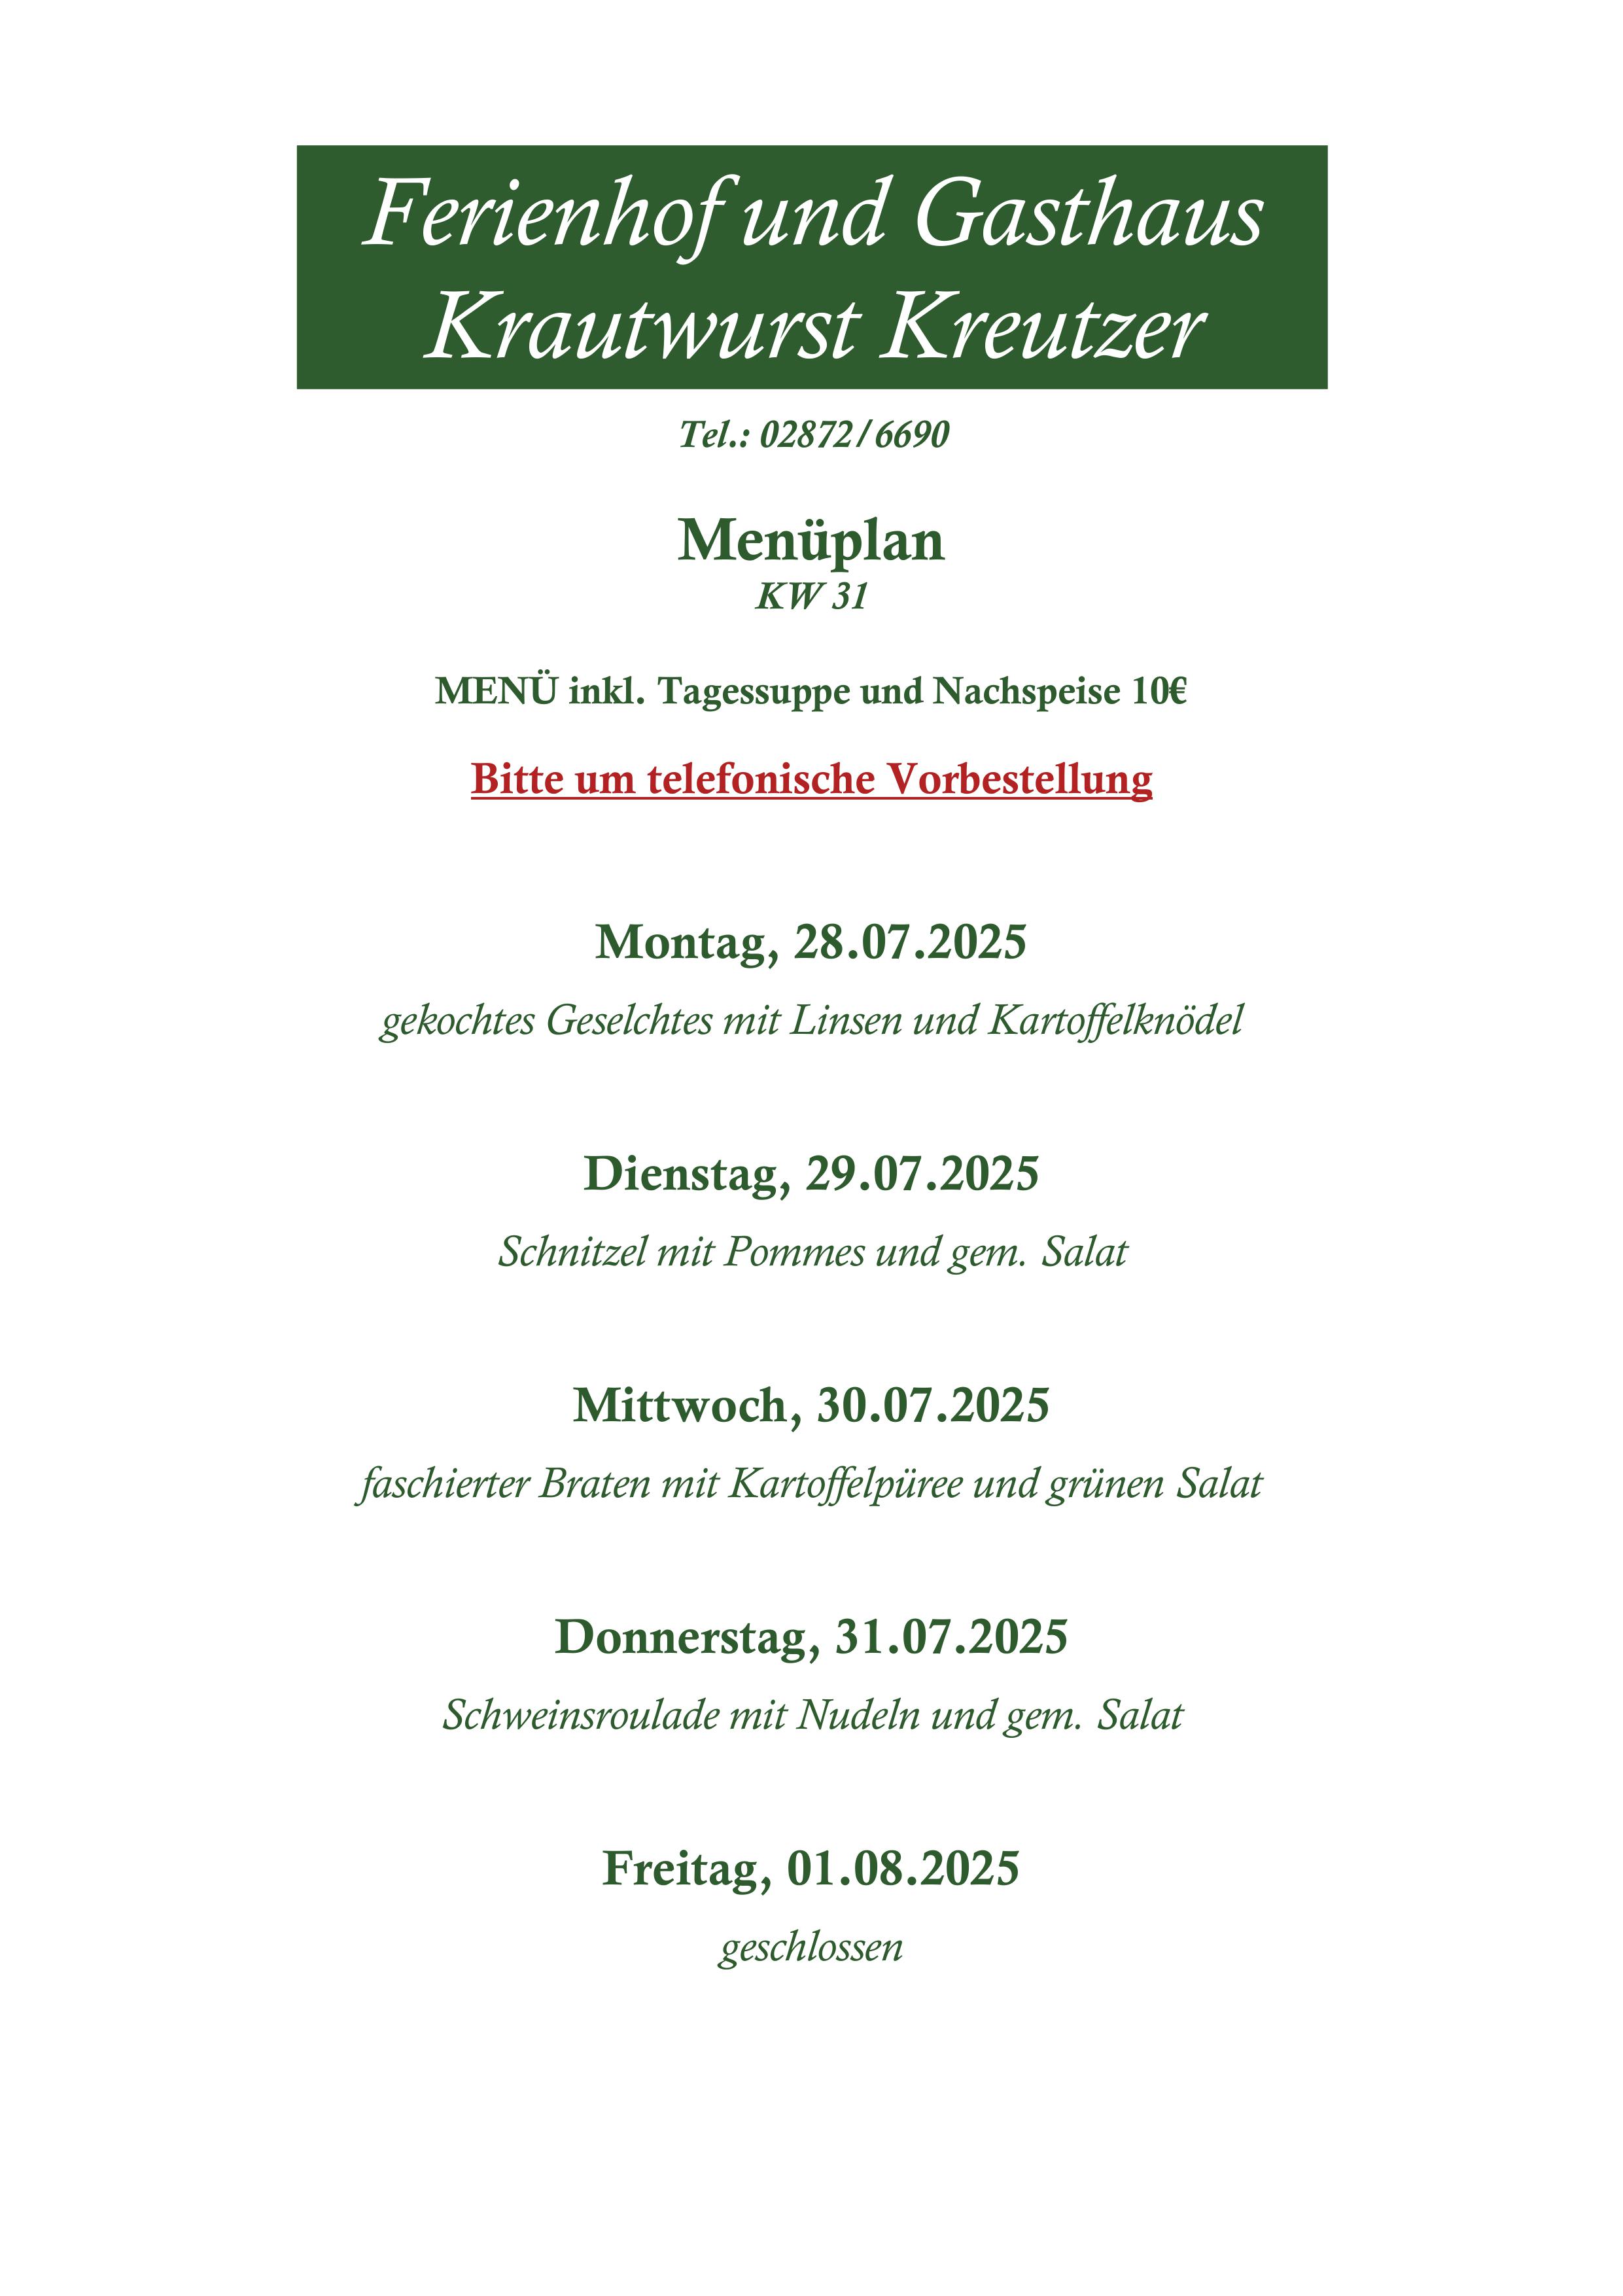 Ferienhof und Gasthaus
Krautwurst Kreutzer
Tel.: 02872/6690
Menüplan
KW 31
MENÜ inkl. Tagessuppe und Nachspeise 10€
Bitte um telefonische Vorbestellung
Montag, 28.07.2025
gekochtes Geselchtes mit Linsen und Kartoffelknödel
Dienstag, 29.07.2025
Schnitzel mit Pommes und gem. Salat
Mittwoch, 30.07.2025
faschierter Braten mit Kartoffelpüree und grünen Salat
Donnerstag, 31.07.2025
Schweinsroulade mit Nudeln und gem. Salat
Freitag, 01.08.2025
geschlossen